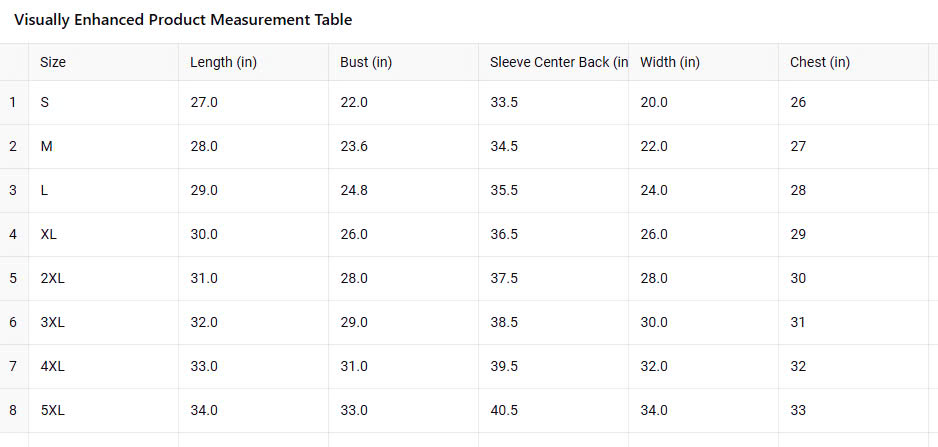 Visually Enhanced Product Measurement Table
Size Length (in) Bust (in) Sleeve Center Back (in Width (in) Chest (in)
1 S 27.0 22.0 33.5 20.0 26
2 M 28.0 23.6 34.5 22.0 27
3 L 29.0 24.8 35.5 24.0 28
4 XL 30.0 26.0 36.5 26.0 29
5 2XL 31.0 28.0 37.5 28.0 30
6 3XL 32.0 29.0 38.5 30.0 31
7 4XL 33.0 31.0 39.5 32.0 32
8 5XL 34.0 33.0 40.5 34.0 33